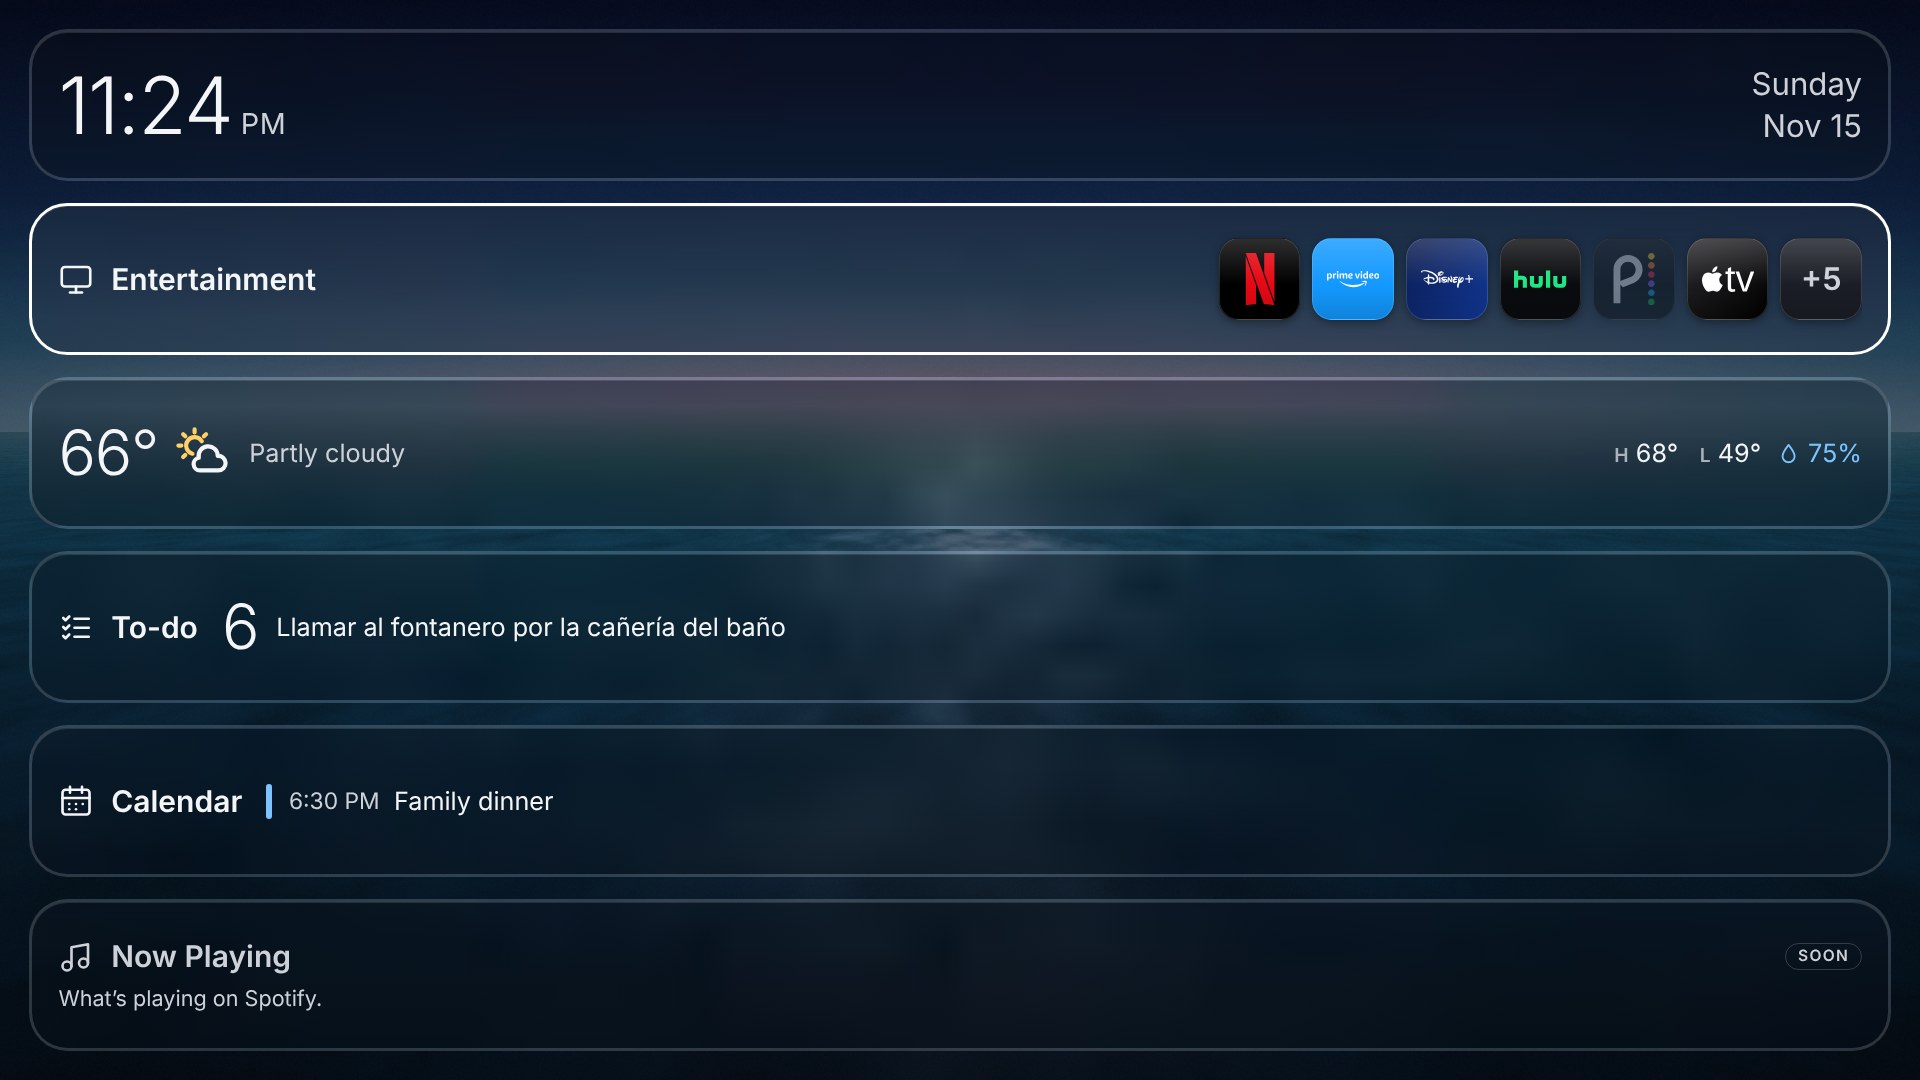 11:24 PM
Sunday
Nov 15
Entertainment
prime video
Disney+
hulu
P
tv
+5
66° Partly cloudy
H 68° L 49° 75%
To-do 6 Llamar al fontanero por la cañería del baño
Calendar 6:30 PM Family dinner
Now Playing
SOON
What’s playing on Spotify.